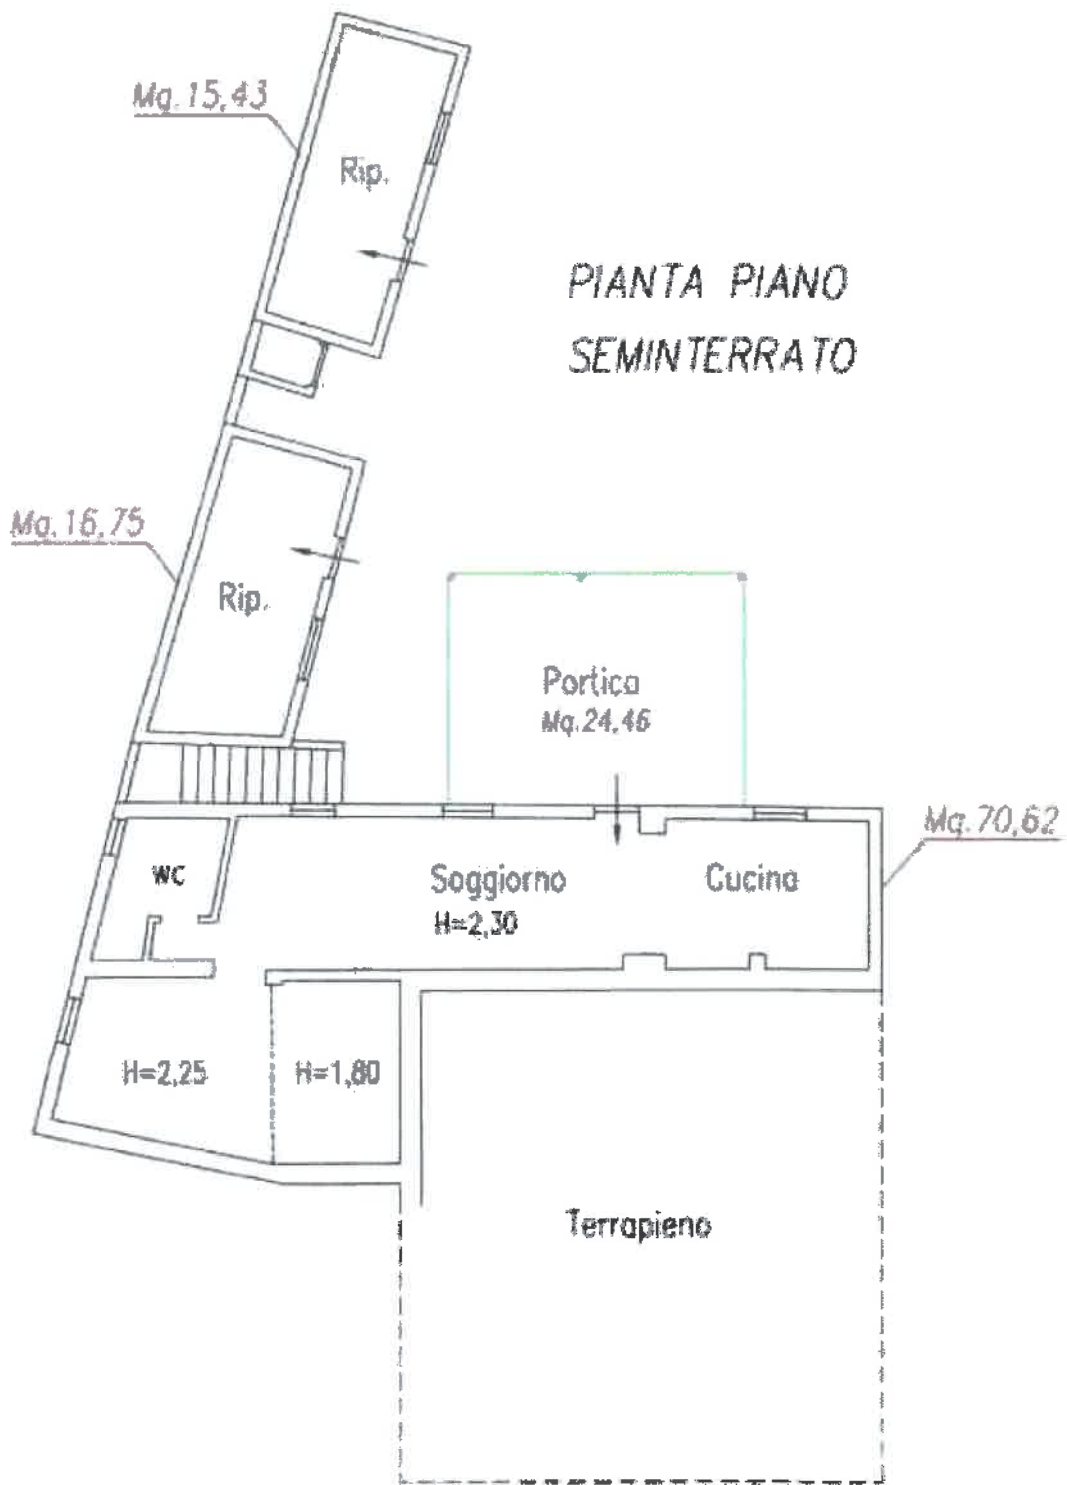 Mq.15,43
Rip.
PIANTA PIANO
SEMINTERRATO
Mq.16,75
Rip.
Portico
Mq.24,46
Mq.70,62
WC
Soggiorno
H=2,30
Cucina
H=2,25
H=1,80
Terrapieno